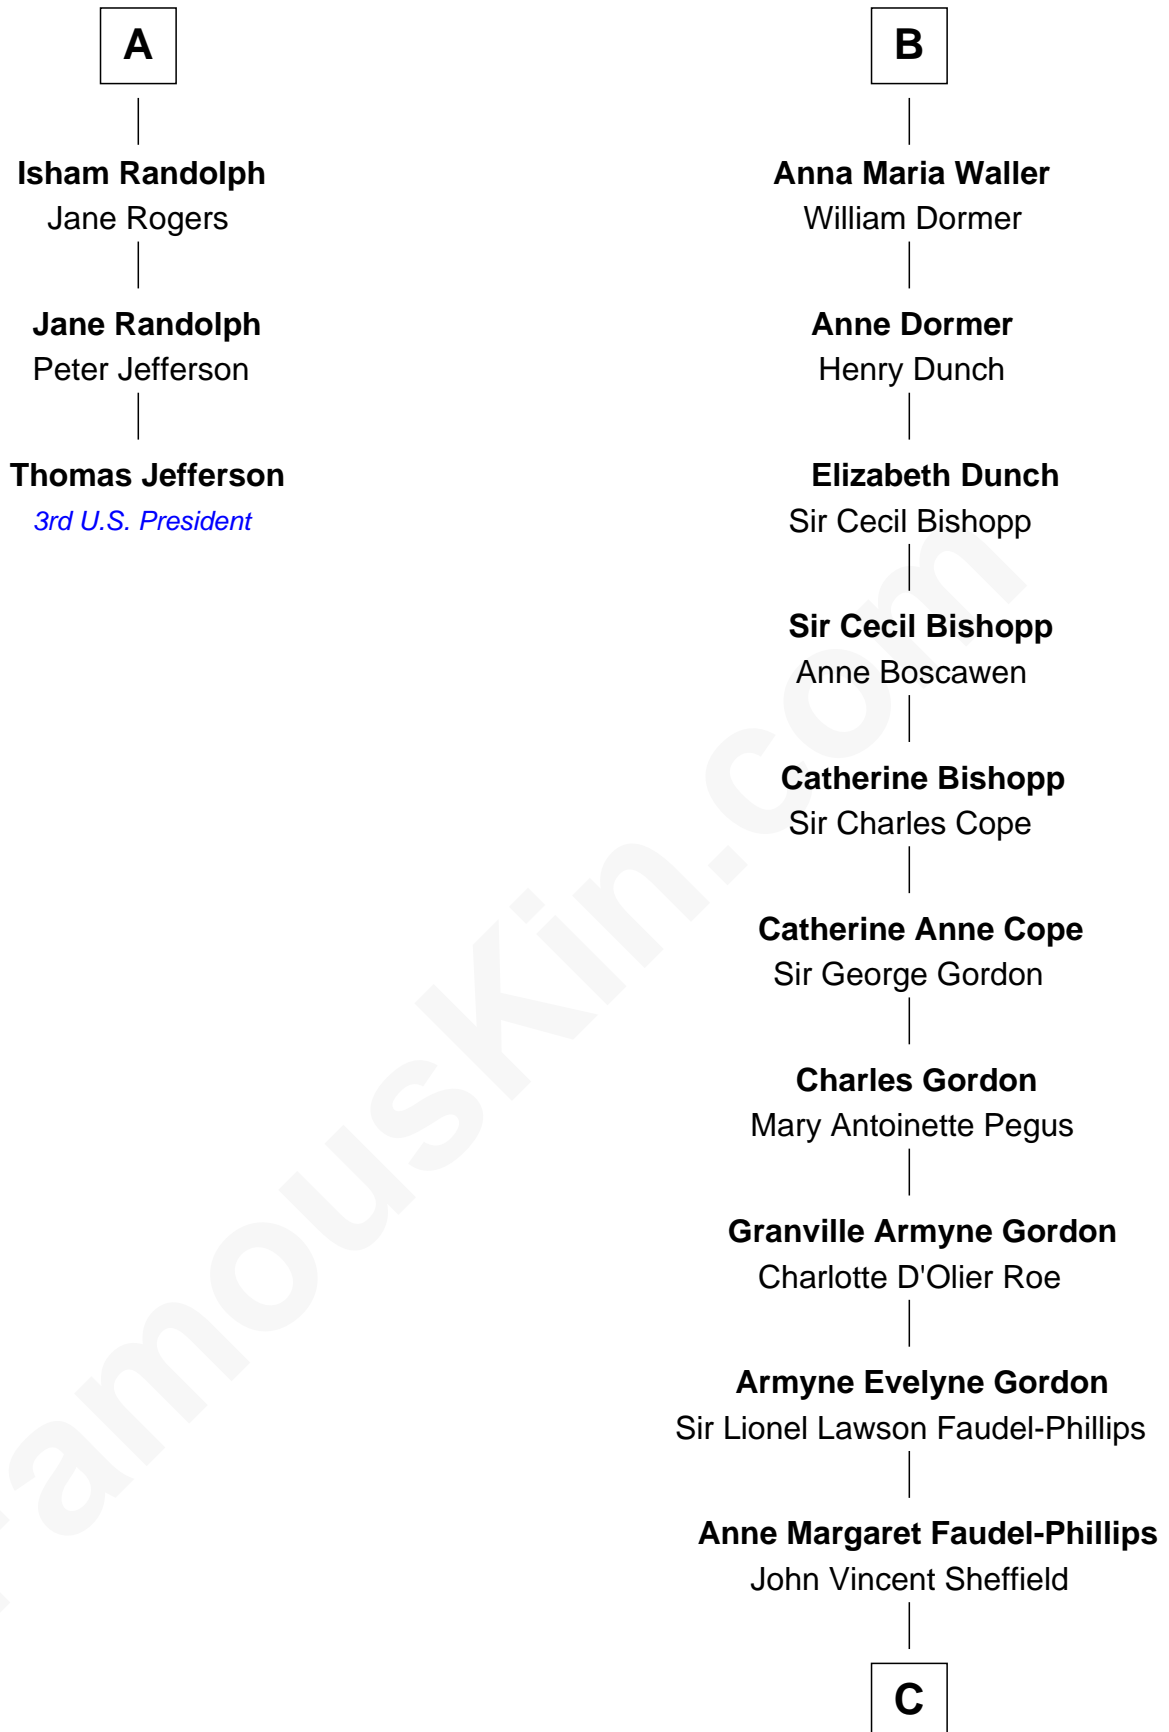 A
Isham Randolph
Jane Rogers
Jane Randolph
Peter Jefferson
Thomas Jefferson
3rd U.S. President
B
Anna Maria Waller
William Dormer
Anne Dormer
Henry Dunch
Elizabeth Dunch
Sir Cecil Bishopp
Sir Cecil Bishopp
Anne Boscawen
Catherine Bishopp
Sir Charles Cope
Catherine Anne Cope
Sir George Gordon
Charles Gordon
Mary Antoinette Pegus
Granville Armyne Gordon
Charlotte D'Olier Roe
Armyne Evelyne Gordon
Sir Lionel Lawson Faudel-Phillips
Anne Margaret Faudel-Phillips
John Vincent Sheffield
C
FamousKin.com